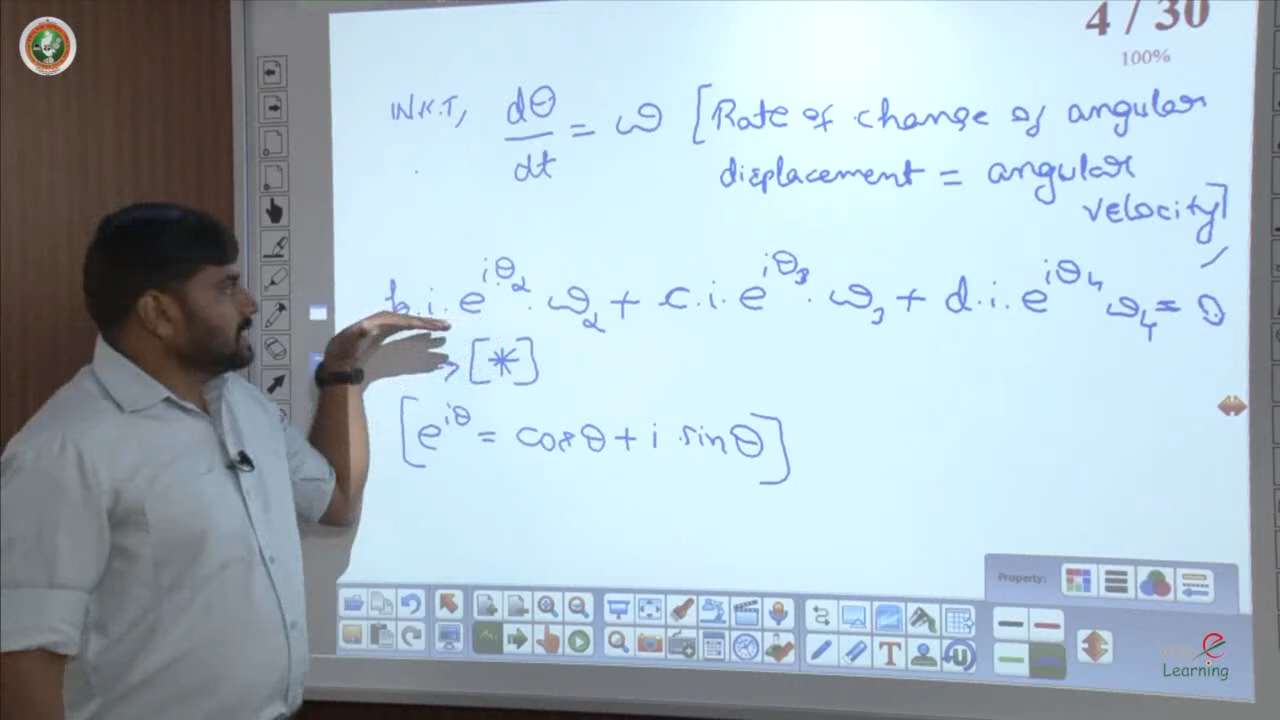 4 / 30
100%
W.K.T, dθ/dt = ω [Rate of change of angular
displacement = angular
velocity]
b.i.e^{iθ₂}.ω₂ + c.i.e^{iθ₃}.ω₃ + d.i.e^{iθ₄} ω₄ = 0
→ [*]
[e^{iθ} = cosθ + i sinθ]
Property:
e
Learning